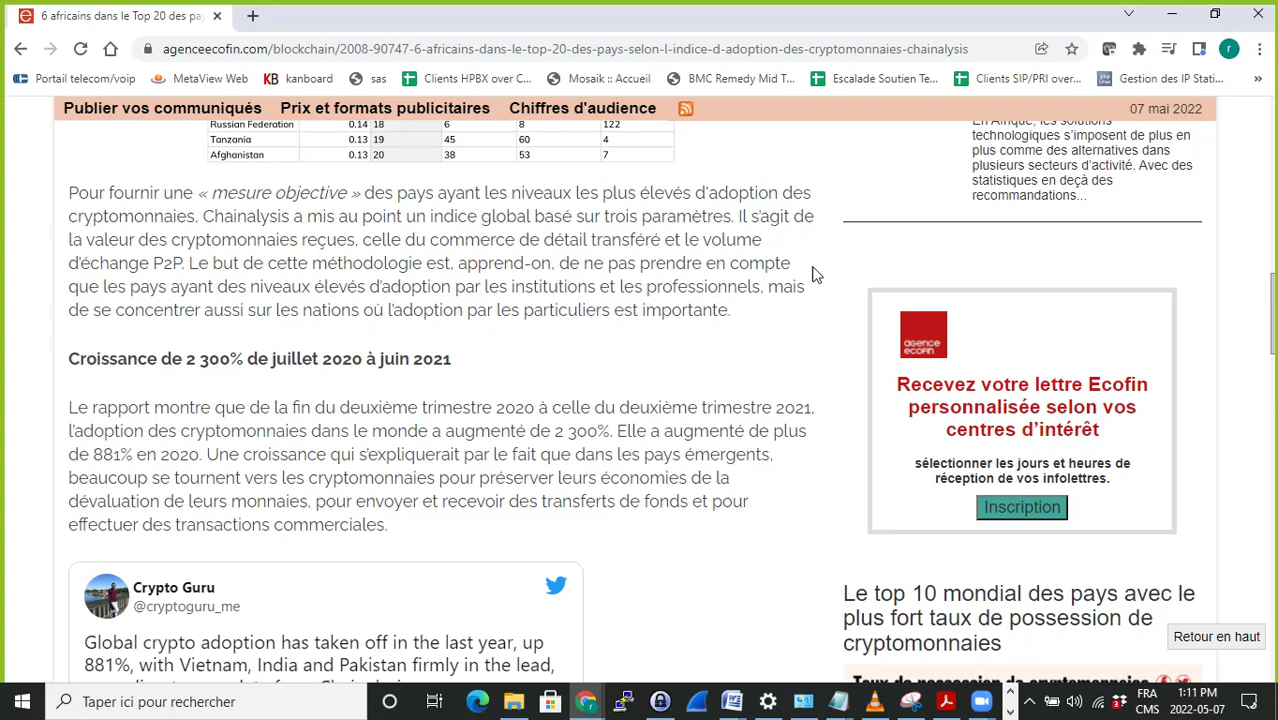 6 africains dans le Top 20 des pa
agenceecofin.com/blockchain/2008-90747-6-africains-dans-le-top-20-des-pays-selon-l-indice-d-adoption-des-cryptomonnaies-chainalysis
r
Portail telecom/voip
MetaView Web
KB kanboard
sas
Clients HPBX over C...
Mosaik :: Accueil
BMC Remedy Mid T...
Escalade Soutien Te...
Clients SIP/PRI over...
Gestion des IP Stati...
»
Publier vos communiqués
Prix et formats publicitaires
Chiffres d'audience
07 mai 2022
Russian Federation 0.14 18 6 8 122
Tanzania 0.13 19 45 60 4
Afghanistan 0.13 20 38 53 7
Pour fournir une « mesure objective » des pays ayant les niveaux les plus élevés d'adoption des
cryptomonnaies, Chainalysis a mis au point un indice global basé sur trois paramètres. Il s'agit de
la valeur des cryptomonnaies reçues, celle du commerce de détail transféré et le volume
d'échange P2P. Le but de cette méthodologie est, apprend-on, de ne pas prendre en compte
que les pays ayant des niveaux élevés d'adoption par les institutions et les professionnels, mais
de se concentrer aussi sur les nations où l'adoption par les particuliers est importante.
Croissance de 2 300% de juillet 2020 à juin 2021
Le rapport montre que de la fin du deuxième trimestre 2020 à celle du deuxième trimestre 2021,
l'adoption des cryptomonnaies dans le monde a augmenté de 2 300%. Elle a augmenté de plus
de 881% en 2020. Une croissance qui s'expliquerait par le fait que dans les pays émergents,
beaucoup se tournent vers les cryptomonnaies pour préserver leurs économies de la
dévaluation de leurs monnaies, pour envoyer et recevoir des transferts de fonds et pour
effectuer des transactions commerciales.
Crypto Guru
@cryptoguru_me
Global crypto adoption has taken off in the last year, up
881%, with Vietnam, India and Pakistan firmly in the lead,
En Afrique, les solutions
technologiques s'imposent de plus en
plus comme des alternatives dans
plusieurs secteurs d'activité. Avec des
statistiques en deçà des
recommandations...
agence
ecofin
Recevez votre lettre Ecofin
personnalisée selon vos
centres d'intérêt
sélectionner les jours et heures de
réception de vos infolettres.
Inscription
Le top 10 mondial des pays avec le
plus fort taux de possession de
cryptomonnaies
Retour en haut
Taux de possession de cryptomonnaies
Taper ici pour rechercher
FRA
CMS
1:11 PM
2022-05-07